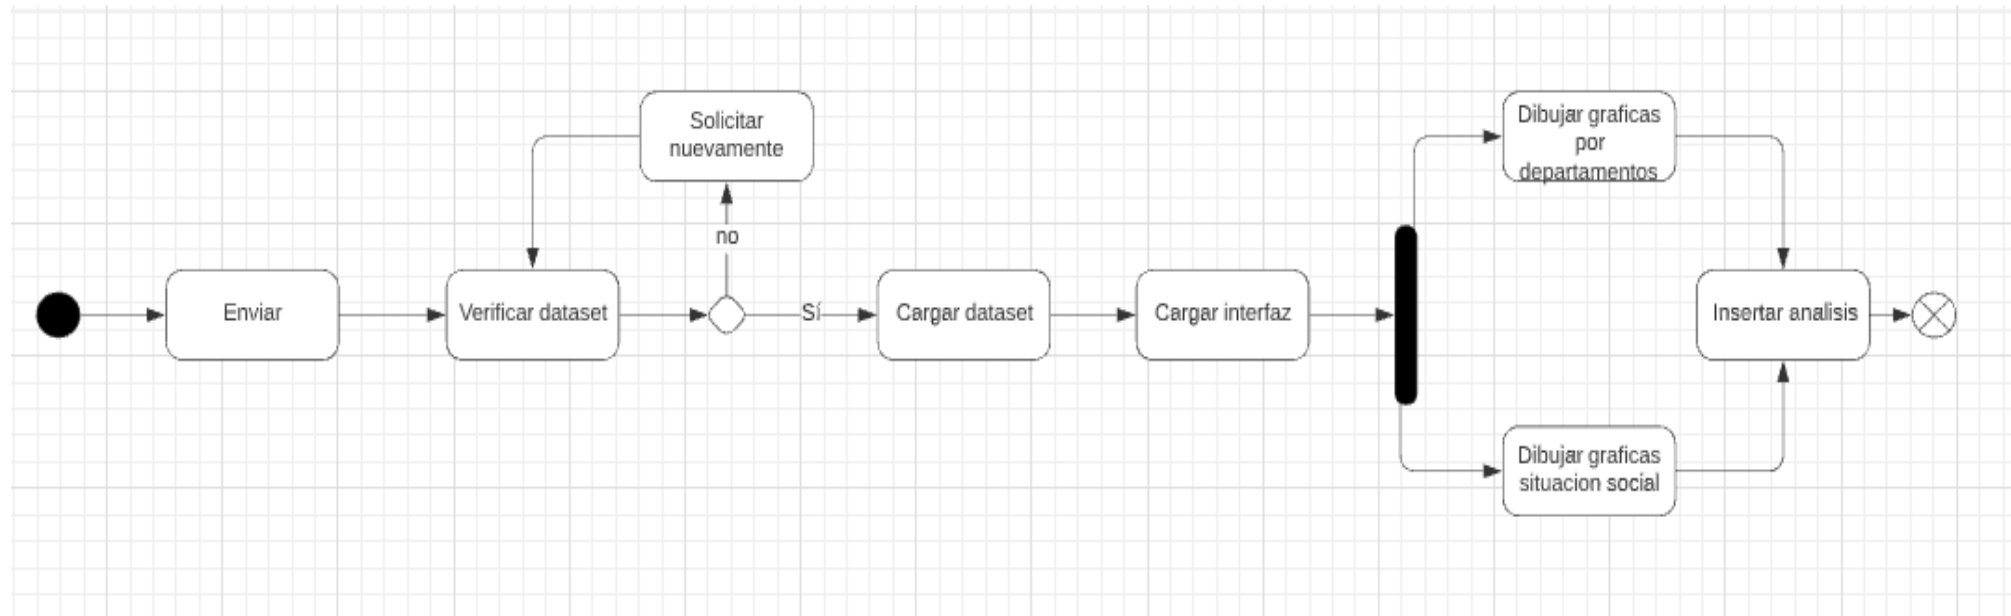 Solicitar
nuevamente
no
Enviar
Verificar dataset
Sí
Cargar dataset
Cargar interfaz
Dibujar graficas
por
departamentos
Insertar analisis
Dibujar graficas
situacion social